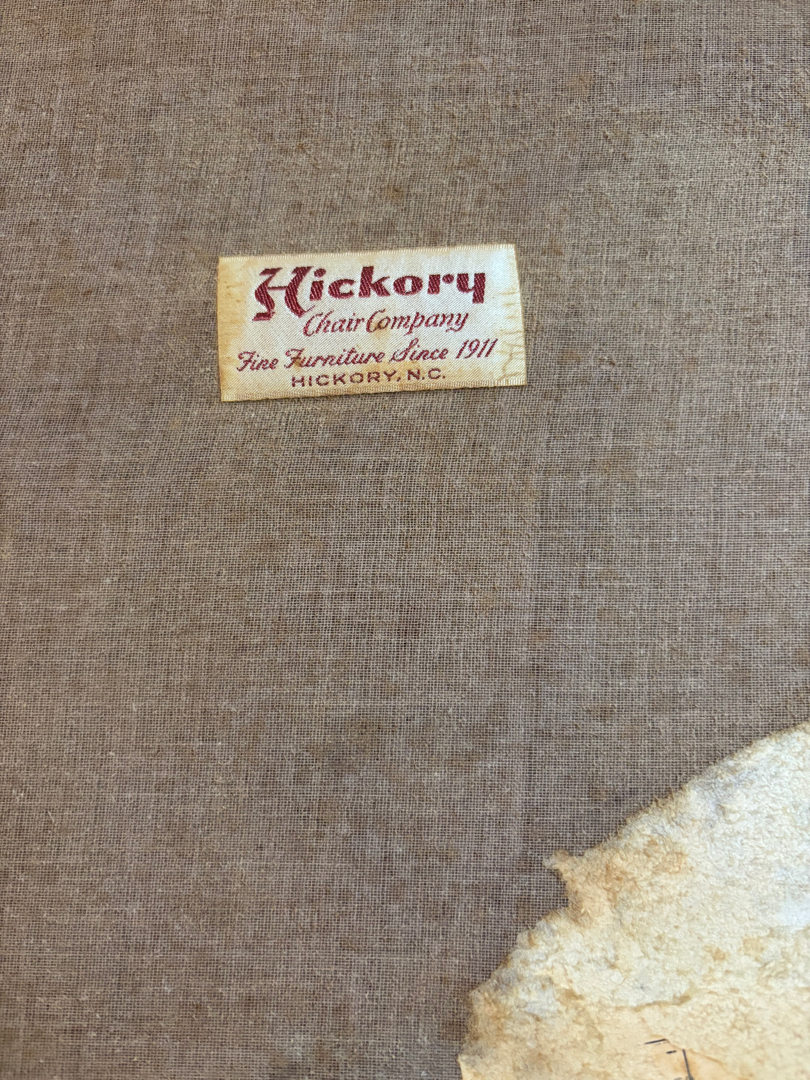 Hickory
Chair Company
Fine Furniture Since 1911
HICKORY, N.C.